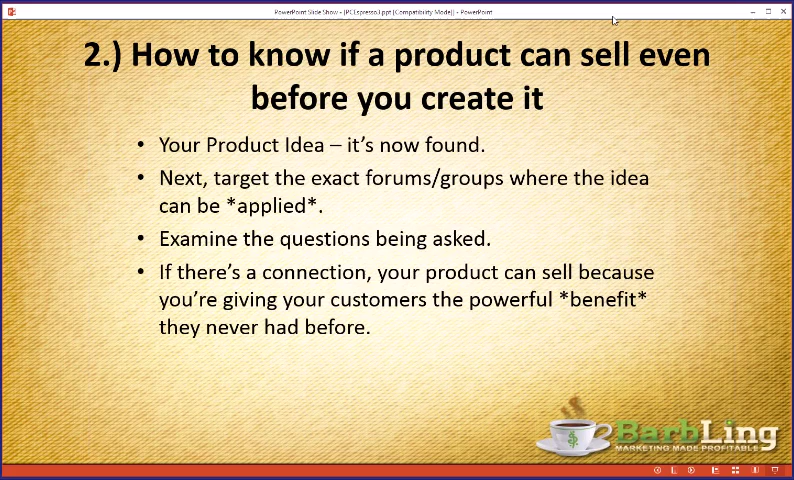 PowerPoint Slide Show - [PCEspresso3.ppt [Compatibility Mode]] - PowerPoint
2.) How to know if a product can sell even
before you create it
• Your Product Idea – it's now found.
• Next, target the exact forums/groups where the idea
can be *applied*.
• Examine the questions being asked.
• If there's a connection, your product can sell because
you're giving your customers the powerful *benefit*
they never had before.
$
BarbLing
MARKETING MADE PROFITABLE